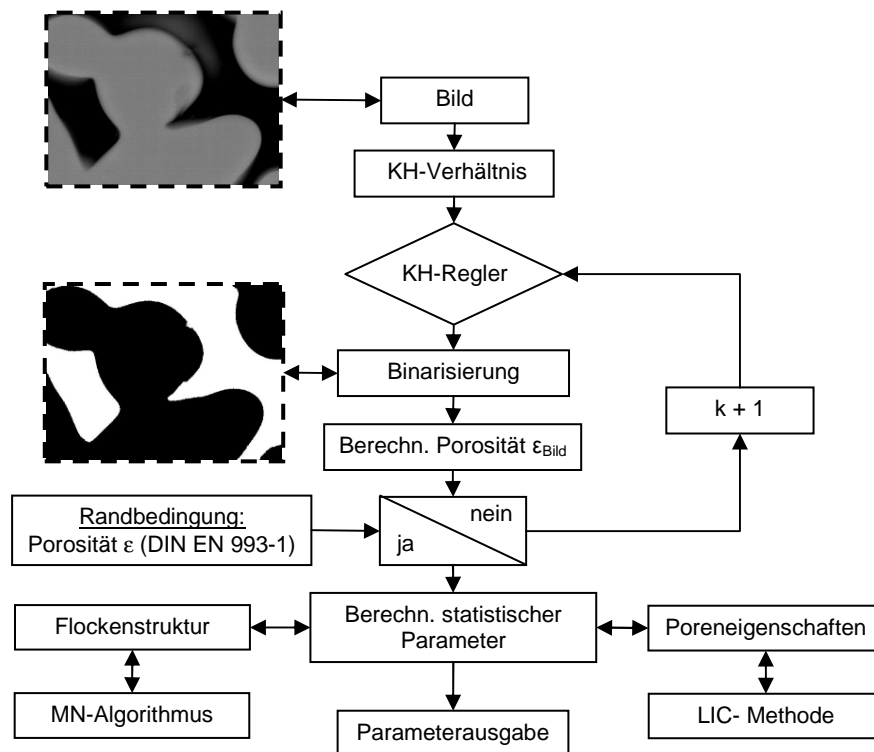 Bild
KH-Verhältnis
KH-Regler
Binarisierung
k + 1
Berechn. Porosität εBild
Randbedingung:
Porosität ε (DIN EN 993-1)
nein
ja
Berechn. statistischer
Parameter
Flockenstruktur
Poreneigenschaften
MN-Algorithmus
LIC- Methode
Parameterausgabe